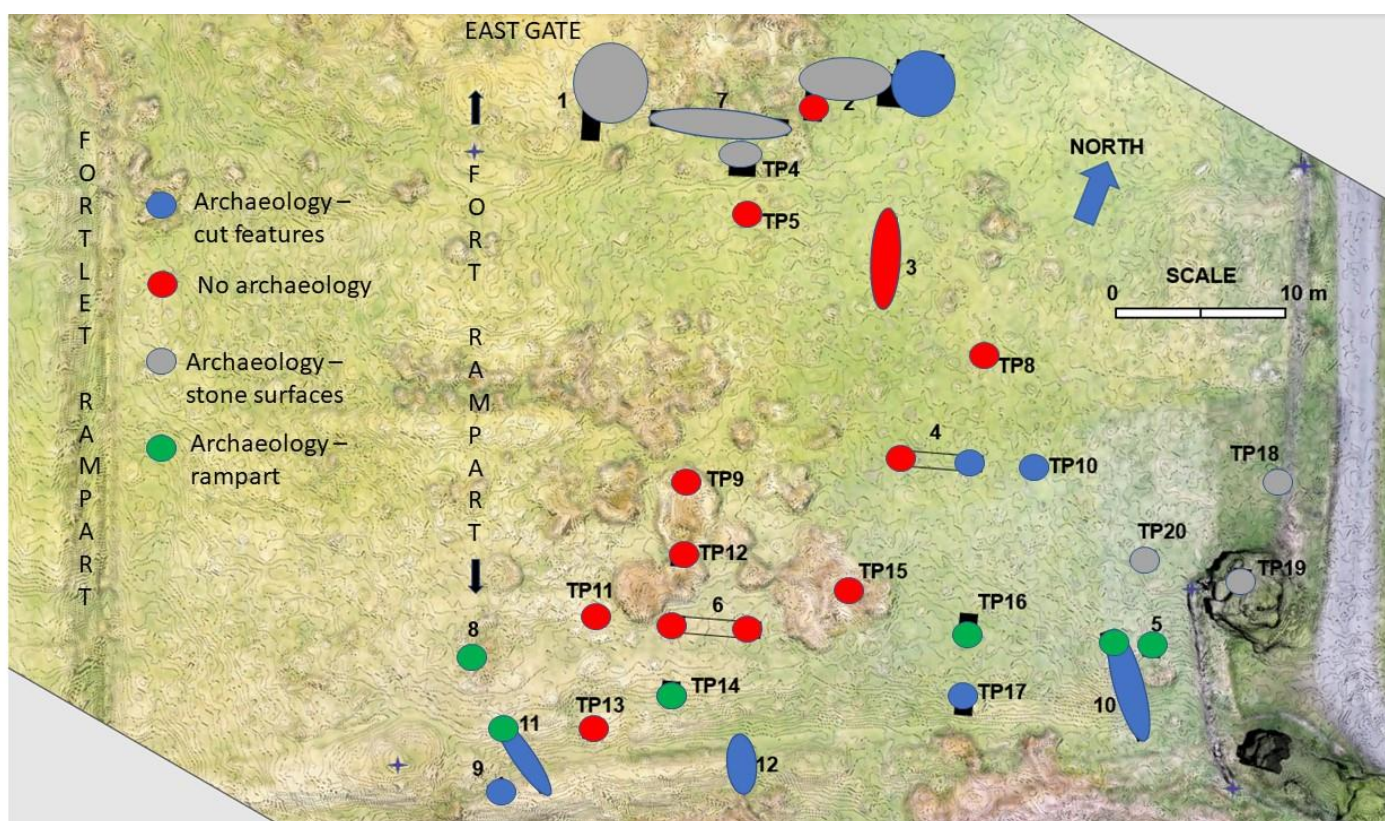 EAST GATE
1
7
2
TP4
NORTH
TP5
3
SCALE
0
10 m
FORTLET RAMPART
FORT RAMPART
Archaeology –
cut features
No archaeology
Archaeology –
stone surfaces
Archaeology –
rampart
TP8
4
TP9
TP10
TP18
TP12
TP20
TP15
TP19
TP11
6
TP16
5
8
TP14
TP17
TP13
10
11
9
12